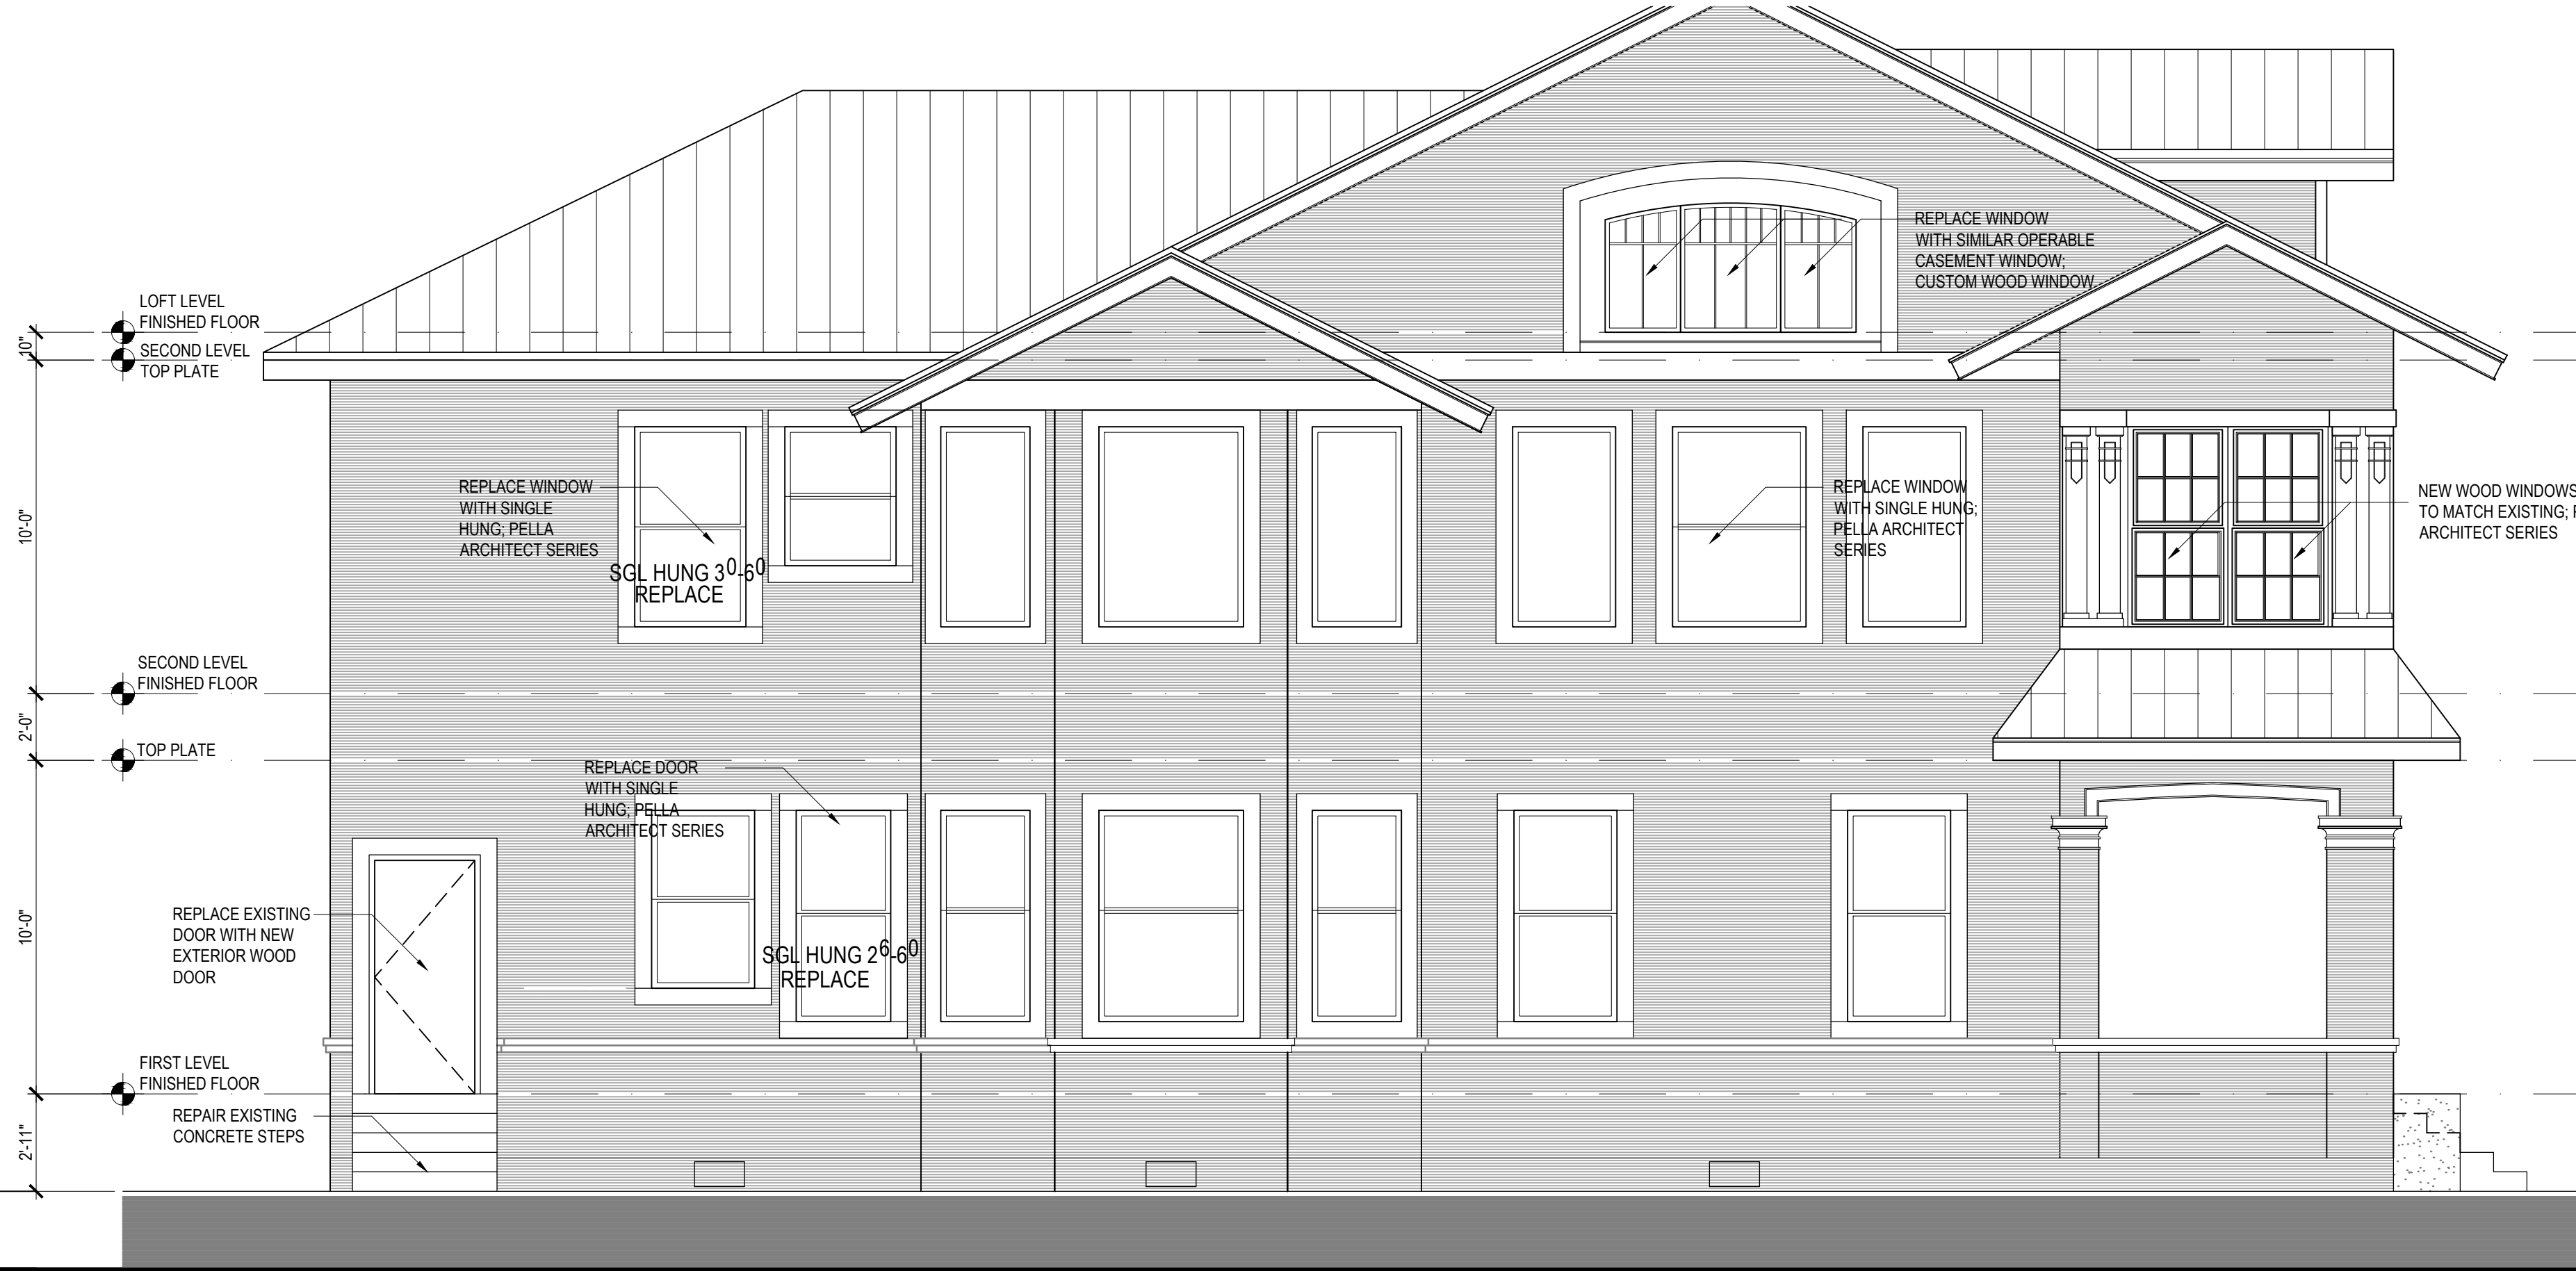 REPLACE WINDOW
WITH SIMILAR OPERABLE
CASEMENT WINDOW;
CUSTOM WOOD WINDOW
LOFT LEVEL
FINISHED FLOOR
10"
SECOND LEVEL
TOP PLATE
10'-0"
REPLACE WINDOW
WITH SINGLE
HUNG; PELLA
ARCHITECT SERIES
SGL HUNG 3⁰-6⁰
REPLACE
REPLACE WINDOW
WITH SINGLE HUNG;
PELLA ARCHITECT
SERIES
NEW WOOD WINDOWS
TO MATCH EXISTING;
ARCHITECT SERIES
SECOND LEVEL
FINISHED FLOOR
2'-0"
TOP PLATE
REPLACE DOOR
WITH SINGLE
HUNG; PELLA
ARCHITECT SERIES
10'-0"
REPLACE EXISTING
DOOR WITH NEW
EXTERIOR WOOD
DOOR
SGL HUNG 2⁶-6⁰
REPLACE
FIRST LEVEL
FINISHED FLOOR
2'-11"
REPAIR EXISTING
CONCRETE STEPS